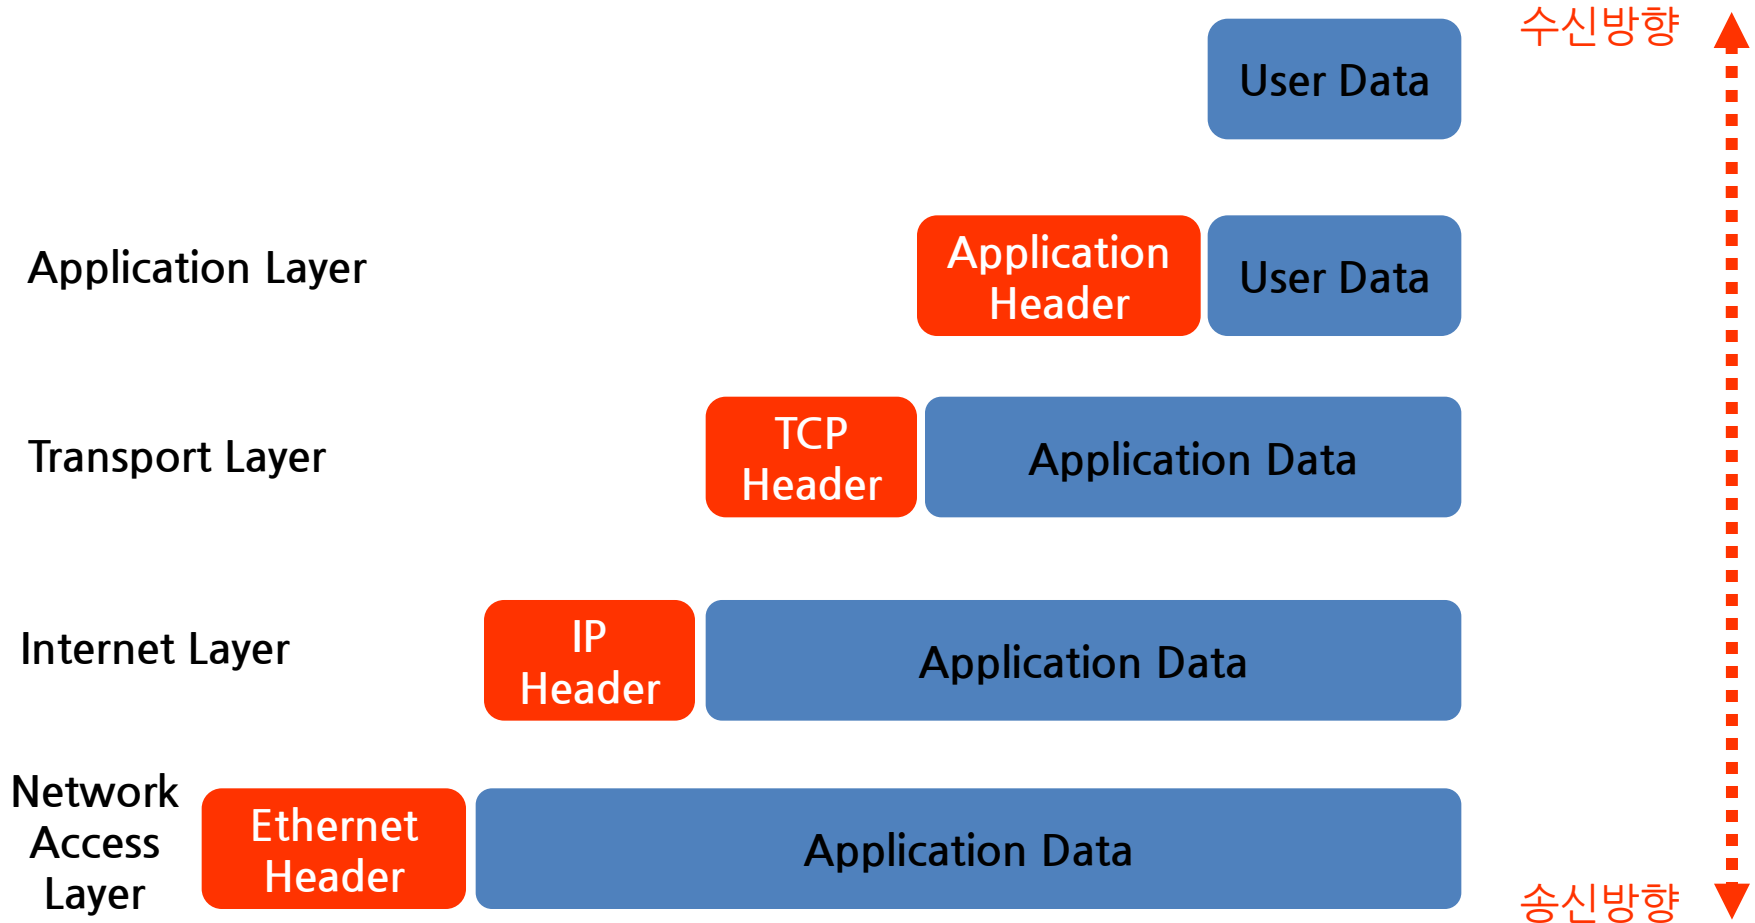 수신방향
User Data
Application Layer
Application
Header
User Data
Transport Layer
TCP
Header
Application Data
Internet Layer
IP
Header
Application Data
Network
Access
Layer
Ethernet
Header
Application Data
송신방향